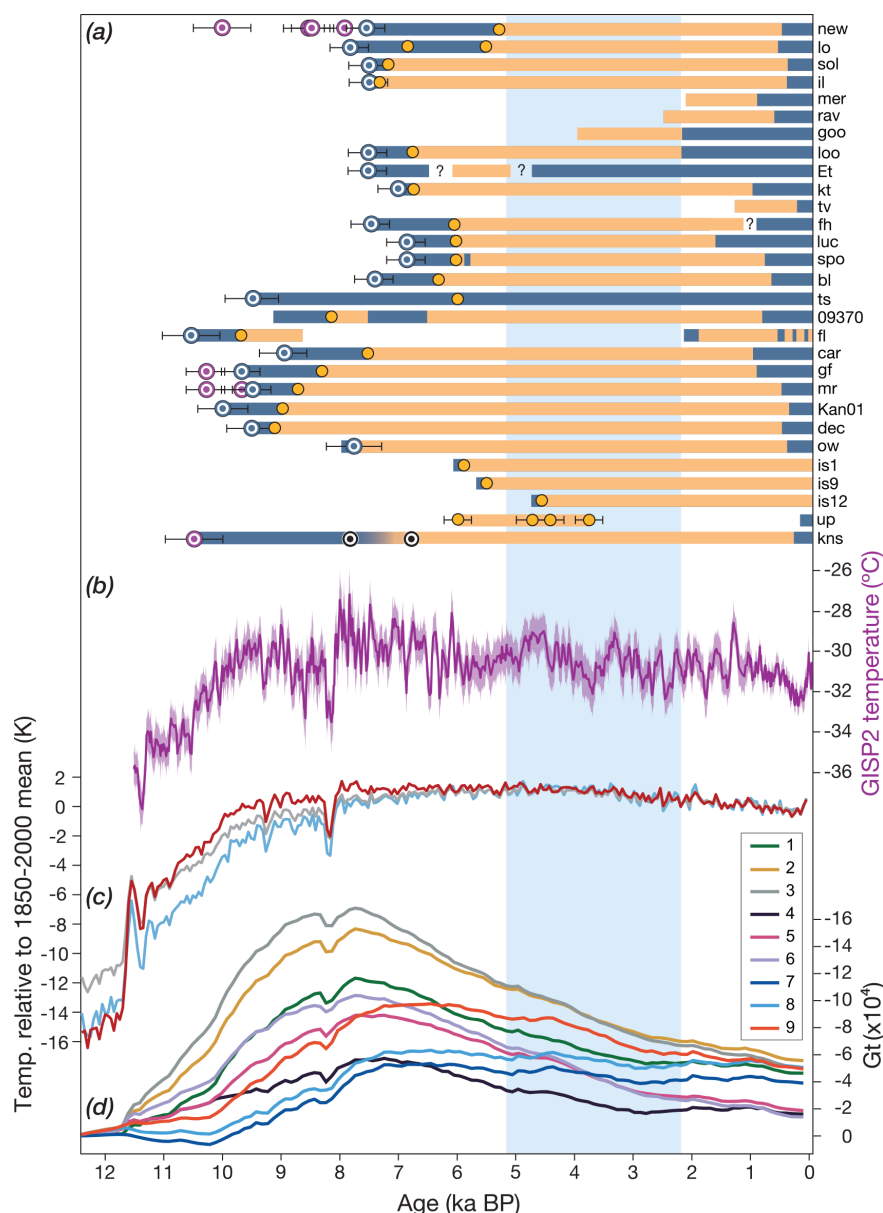 (a)
new
lo
sol
il
mer
rav
goo
loo
? ? Et
kt
tv
? fh
luc
spo
bl
ts
09370
fl
car
gf
mr
Kan01
dec
ow
is1
is9
is12
up
kns
(b)
-26
-28
-30
-32
-34
-36
GISP2 temperature (ºC)
2
0
-2
-4
-6
-8
-10
-12
-14
-16
Temp. relative to 1850-2000 mean (K)
(c)
1
2
3
4
5
6
7
8
9
-16
-14
-12
-10
-8
-6
-4
-2
0
Git (x10⁴)
(d)
12 11 10 9 8 7 6 5 4 3 2 1 0
Age (ka BP)